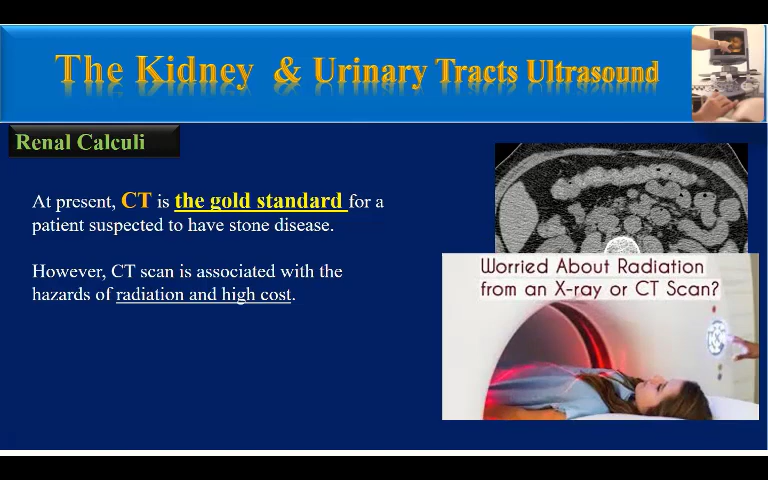 The Kidney & Urinary Tracts Ultrasound
Renal Calculi
At present, CT is the gold standard for a
patient suspected to have stone disease.
However, CT scan is associated with the
hazards of radiation and high cost.
Worried About Radiation
from an X-ray or CT Scan?